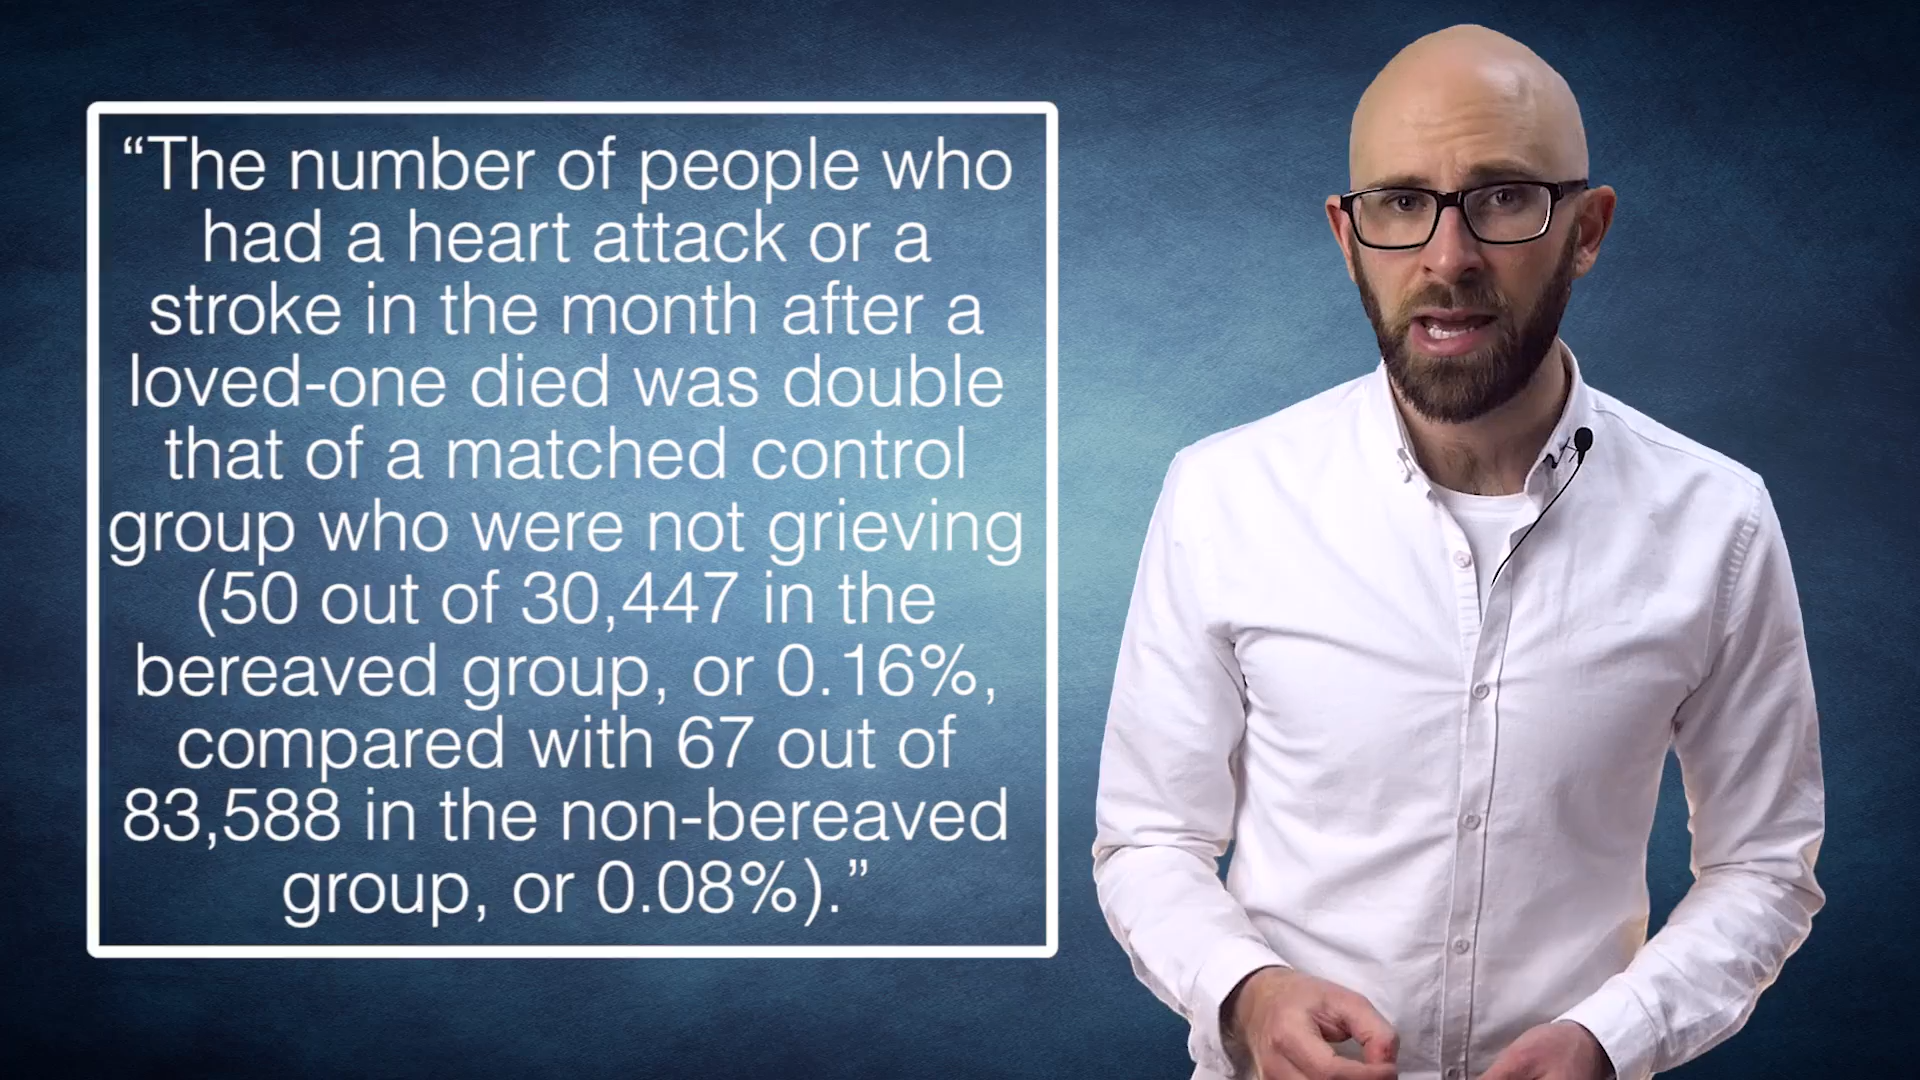 “The number of people who
had a heart attack or a
stroke in the month after a
loved-one died was double
that of a matched control
group who were not grieving
(50 out of 30,447 in the
bereaved group, or 0.16%,
compared with 67 out of
83,588 in the non-bereaved
group, or 0.08%).”